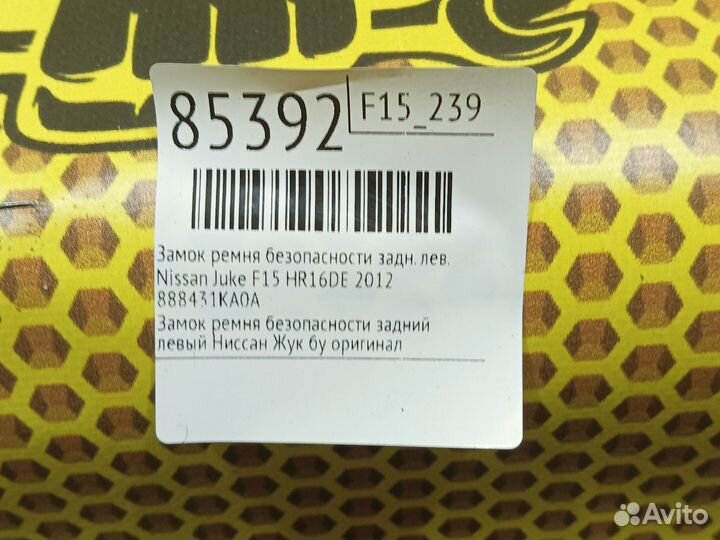 85392
F15_239
Замок ремня безопасности задн. лев.
Nissan Juke F15 HR16DE 2012
888431KA0A
Замок ремня безопасности задний
левый Ниссан Жук бу оригинал
Avito